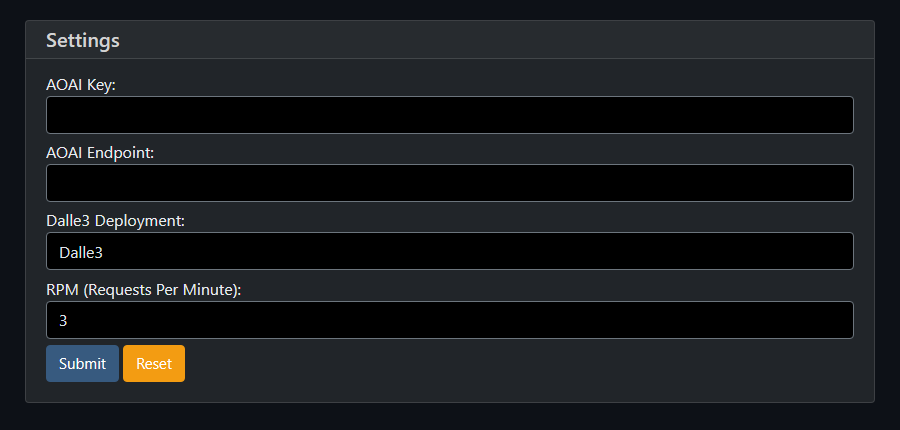 Settings
AOAI Key:
AOAI Endpoint:
Dalle3 Deployment:
Dalle3
RPM (Requests Per Minute):
3
Submit Reset